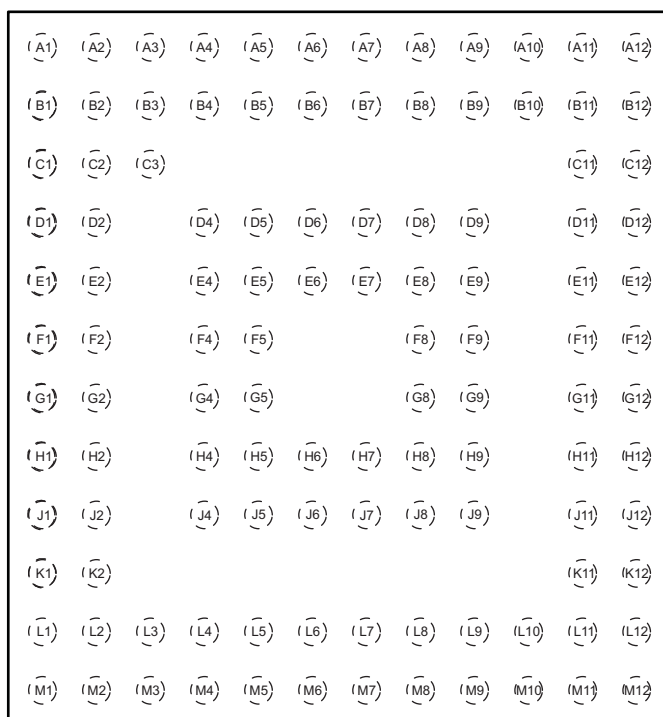 A1 A2 A3 A4 A5 A6 A7 A8 A9 A10 A11 A12
B1 B2 B3 B4 B5 B6 B7 B8 B9 B10 B11 B12
C1 C2 C3 C11 C12
D1 D2 D4 D5 D6 D7 D8 D9 D11 D12
E1 E2 E4 E5 E6 E7 E8 E9 E11 E12
F1 F2 F4 F5 F8 F9 F11 F12
G1 G2 G4 G5 G8 G9 G11 G12
H1 H2 H4 H5 H6 H7 H8 H9 H11 H12
J1 J2 J4 J5 J6 J7 J8 J9 J11 J12
K1 K2 K11 K12
L1 L2 L3 L4 L5 L6 L7 L8 L9 L10 L11 L12
M1 M2 M3 M4 M5 M6 M7 M8 M9 M10 M11 M12